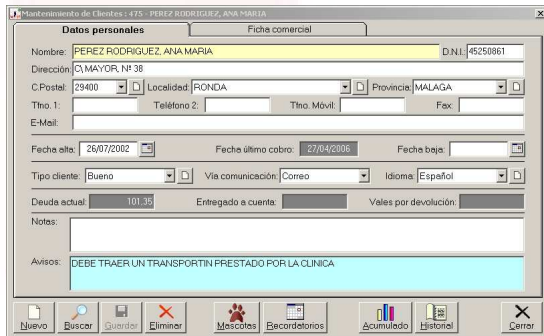 Mantenimiento de Clientes : 475 - PEREZ RODRIGUEZ, ANA MARIA
Datos personales Ficha comercial
Nombre: PEREZ RODRIGUEZ, ANA MARIA D.N.I.: 45250861
Dirección: C\ MAYOR, Nº 38
C.Postal: 29400 Localidad: RONDA Provincia: MALAGA
Tfno. 1: Teléfono 2: Tfno. Móvil: Fax:
E-Mail:
Fecha alta: 26/07/2002 Fecha último cobro: 27/04/2006 Fecha baja:
Tipo cliente: Bueno Vía comunicación: Correo Idioma: Español
Deuda actual: 101,35 Entregado a cuenta: Vales por devolución:
Notas:
Avisos: DEBE TRAER UN TRANSPORTIN PRESTADO POR LA CLINICA
Nuevo Buscar Guardar Eliminar Mascotas Recordatorios Acumulado Historial Cerrar